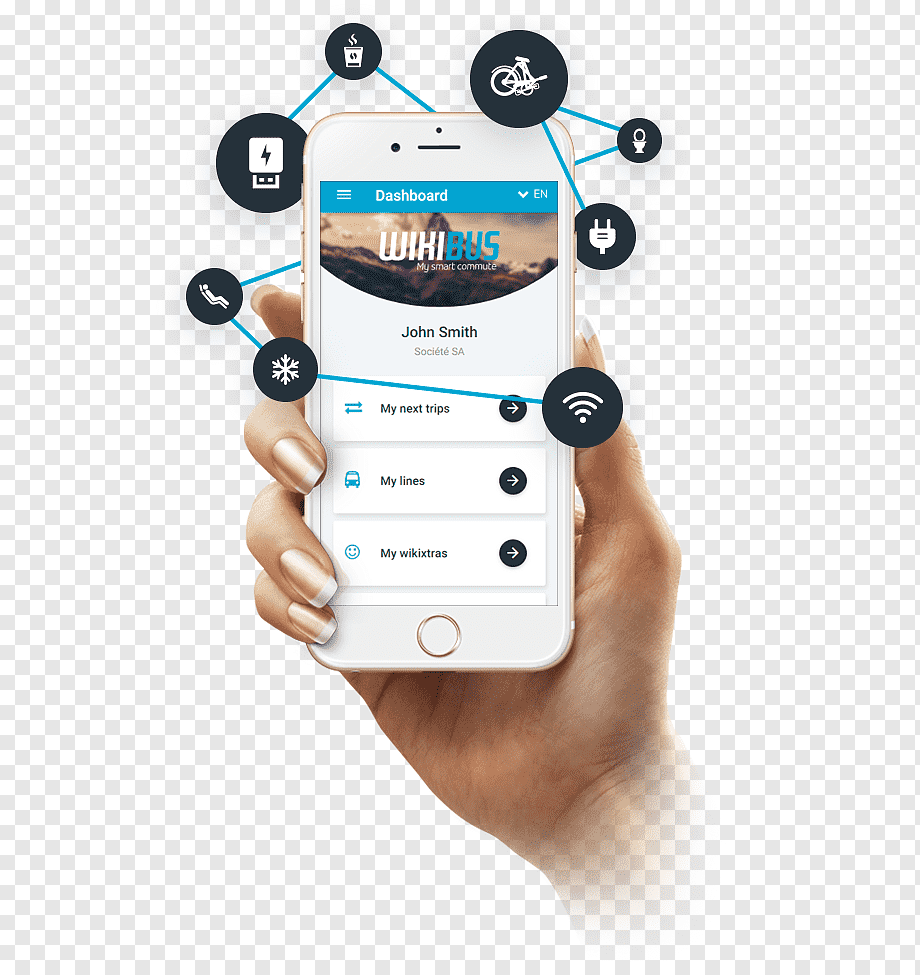 Dashboard
EN
WIKIBUS
My smart commute
John Smith
Société SA
My next trips
My lines
My wikixtras